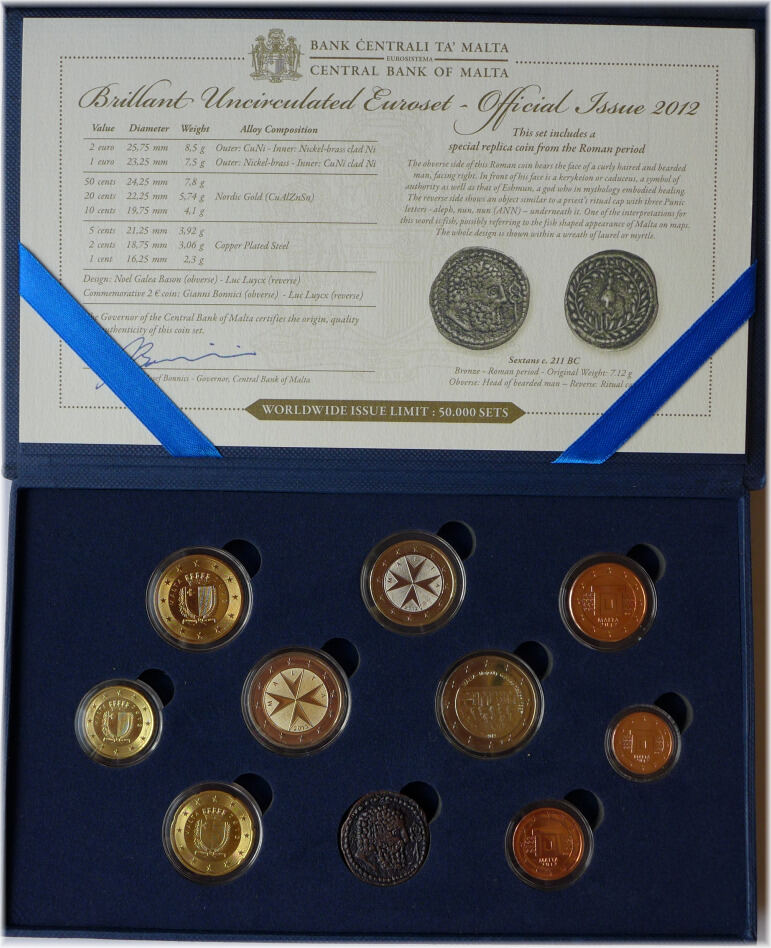 BANK ĊENTRALI TA' MALTA
EUROSISTEMA
CENTRAL BANK OF MALTA
Brillant Uncirculated Euroset - Official Issue 2012
Value Diameter Weight Alloy Composition
2 euro 25,75 mm 8,5 g Outer: CuNi - Inner: Nickel-brass clad Ni
1 euro 23,25 mm 7,5 g Outer: Nickel-brass - Inner: CuNi clad Ni
50 cents 24,25 mm 7,8 g
20 cents 22,25 mm 5,74 g Nordic Gold (CuAlZnSn)
10 cents 19,75 mm 4,1 g
5 cents 21,25 mm 3,92 g
2 cents 18,75 mm 3,06 g Copper Plated Steel
1 cent 16,25 mm 2,3 g
Design: Noel Galea Bason (obverse) - Luc Luycx (reverse)
Commemorative 2 € coin: Gianni Bonnici (obverse) - Luc Luycx (reverse)
The Governor of the Central Bank of Malta certifies the origin, quality
authenticity of this coin set.
Bonnici - Governor, Central Bank of Malta
This set includes a
special replica coin from the Roman period
The obverse side of this Roman coin bears the face of a curly haired and bearded
man, facing right. In front of his face is a kerykeion or caduceus, a symbol of
authority as well as that of Eshmun, a god who in mythology embodied healing.
The reverse side shows an object similar to a priest's ritual cap with three Punic
letters - aleph, nun, nun (ANN) – underneath it. One of the interpretations for
this word is fish, possibly referring to the fish shaped appearance of Malta on maps.
The whole design is shown within a wreath of laurel or myrtle.
Sextans c. 211 BC
Bronze - Roman period - Original Weight: 7.12 g
Obverse: Head of bearded man – Reverse: Ritual
WORLDWIDE ISSUE LIMIT : 50.000 SETS
MALTA
MALTA
2012
MALTA
2012
MALTA
MALTA
2012
MALTA
MALTA
MALTA
2012